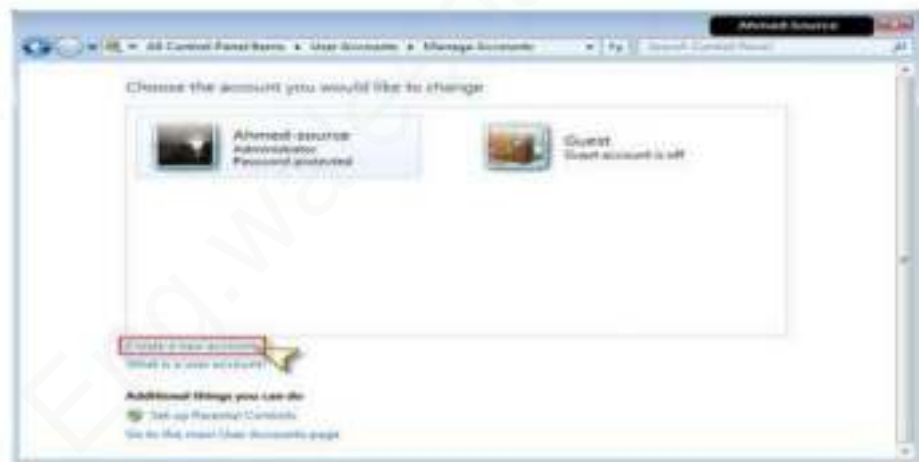 Ahmed-Source
All Control Panel Items ▸ User Accounts ▸ Manage Accounts
Search Control Panel
Choose the account you would like to change
Ahmed-source
Administrator
Password protected
Guest
Guest account is off
Create a new account
What is a user account?
Additional things you can do
Set up Parental Controls
Go to the main User Accounts page